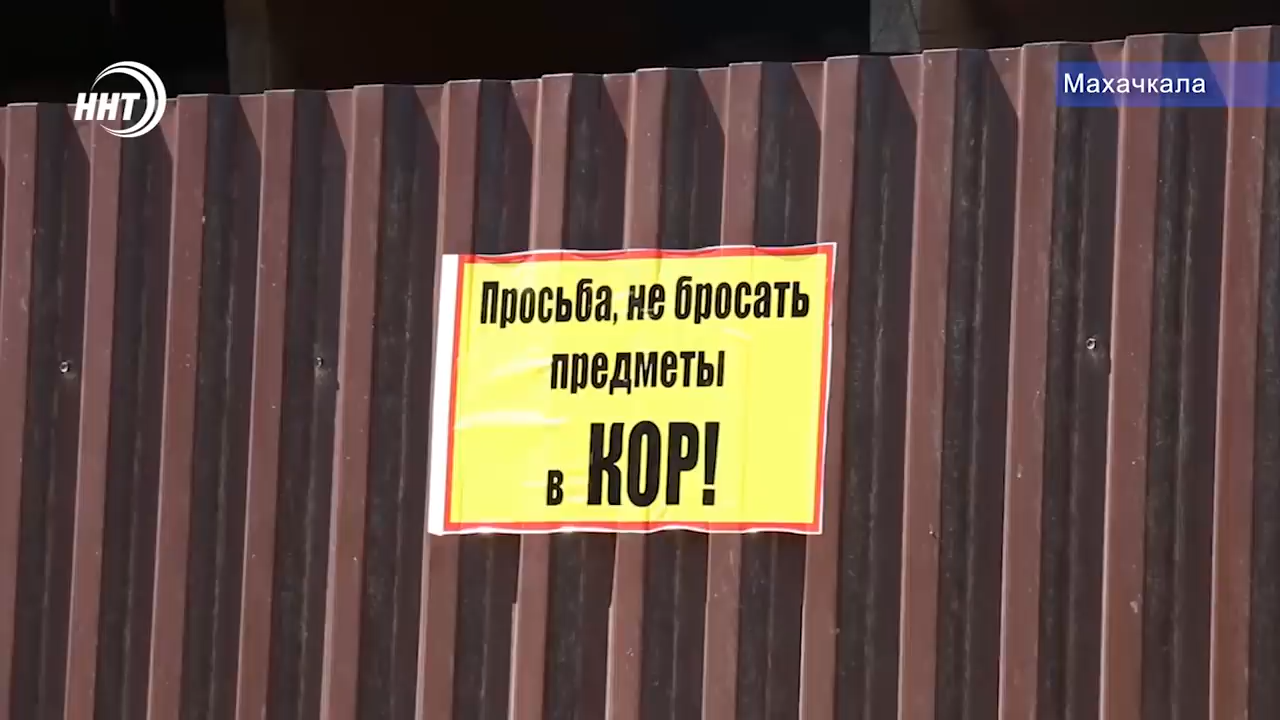 ННТ
Махачкала
Просьба, не бросать
предметы
в КОР!